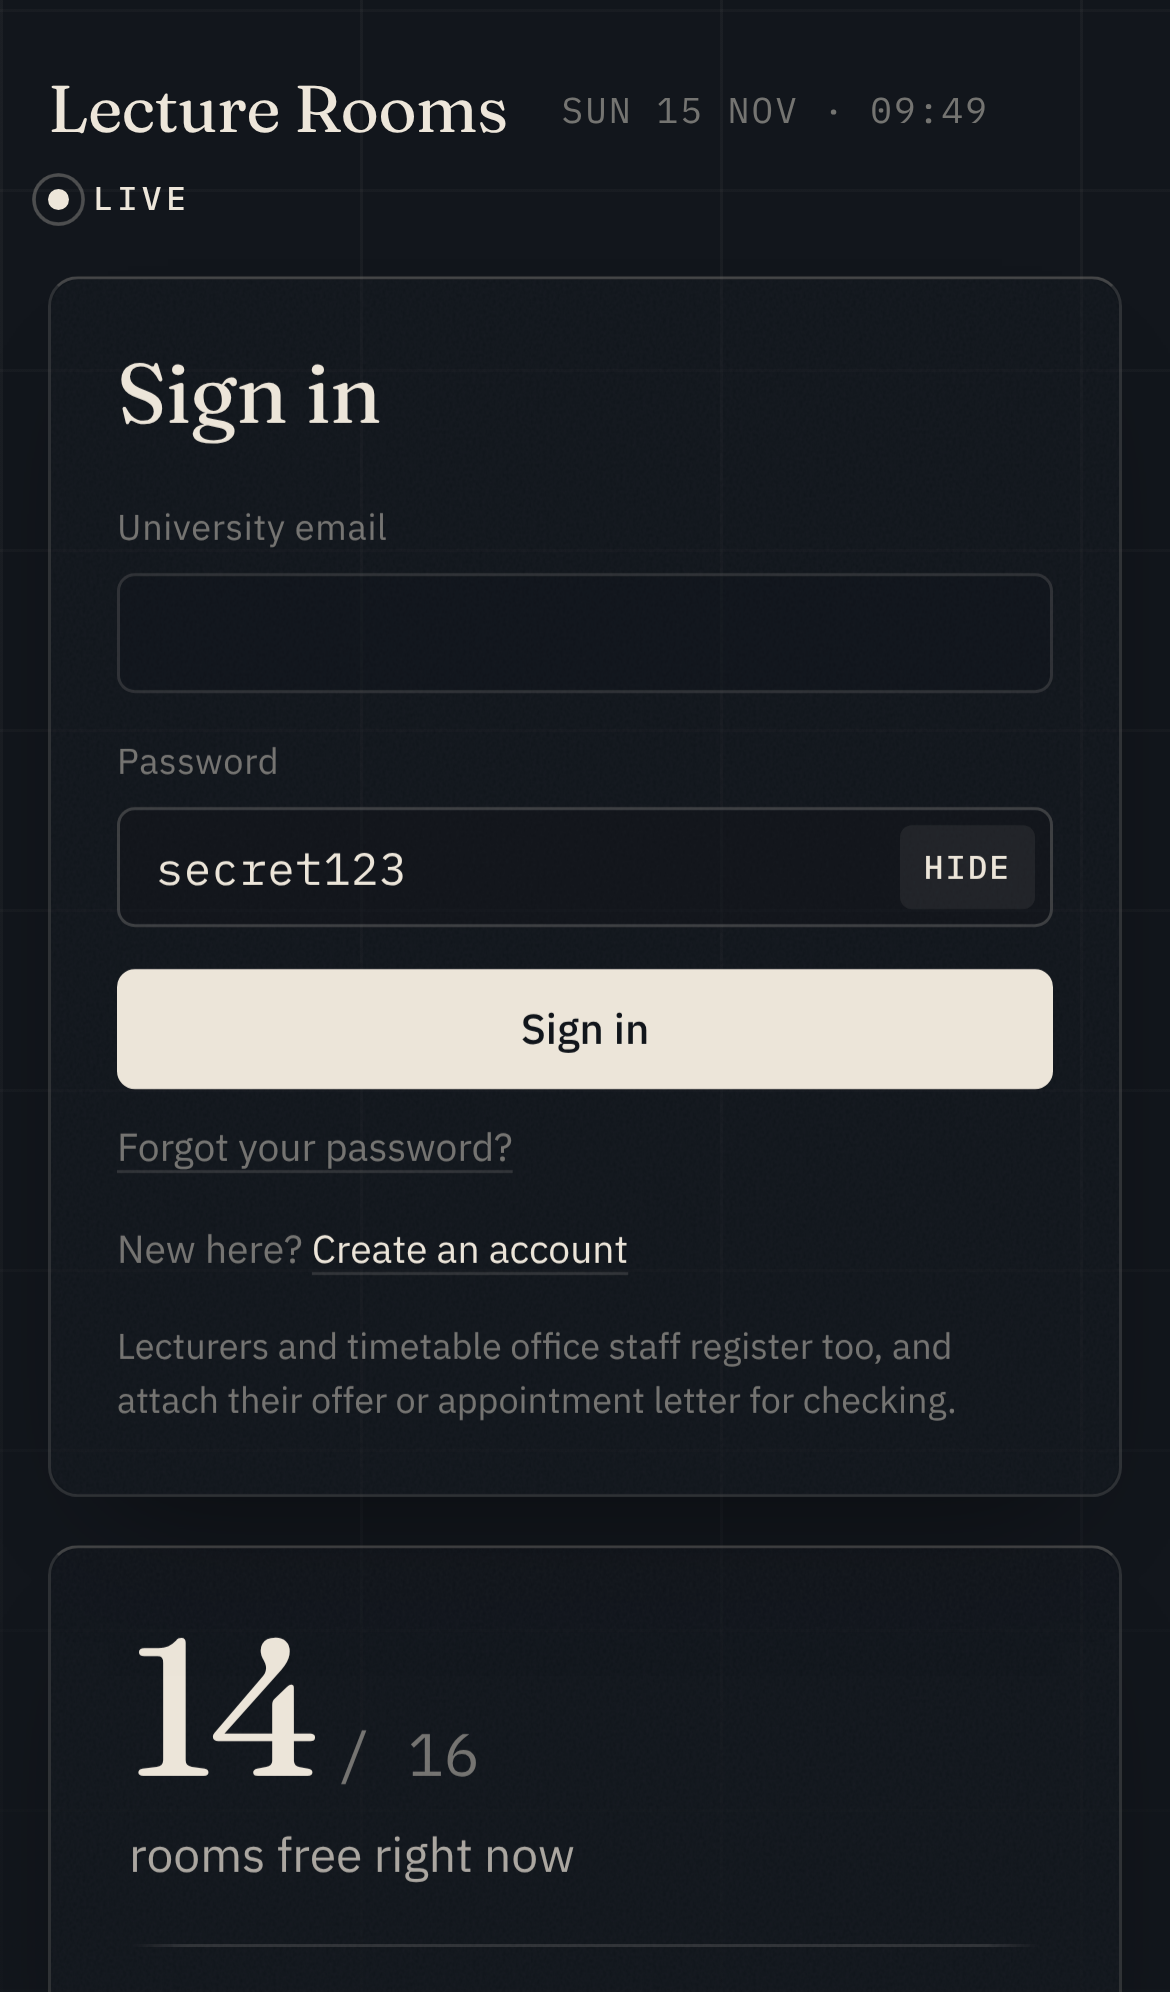 Lecture Rooms SUN 15 NOV · 09:49
LIVE
Sign in
University email
Password
secret123 HIDE
Sign in
Forgot your password?
New here? Create an account
Lecturers and timetable office staff register too, and
attach their offer or appointment letter for checking.
14 / 16
rooms free right now